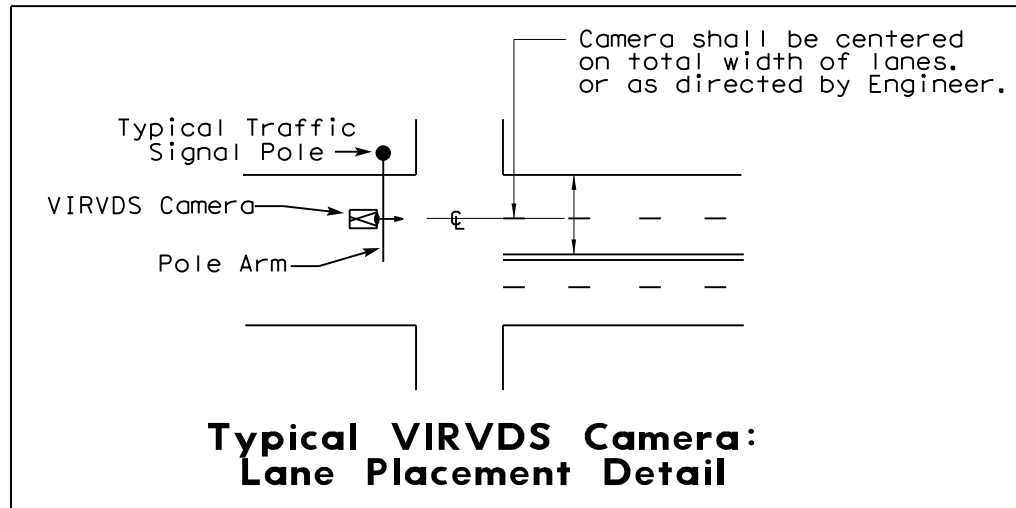 Camera shall be centered
on total width of lanes.
or as directed by Engineer.
Typical Traffic
Signal Pole
VIRVDS Camera
℄
Pole Arm
Typical VIRVDS Camera:
Lane Placement Detail